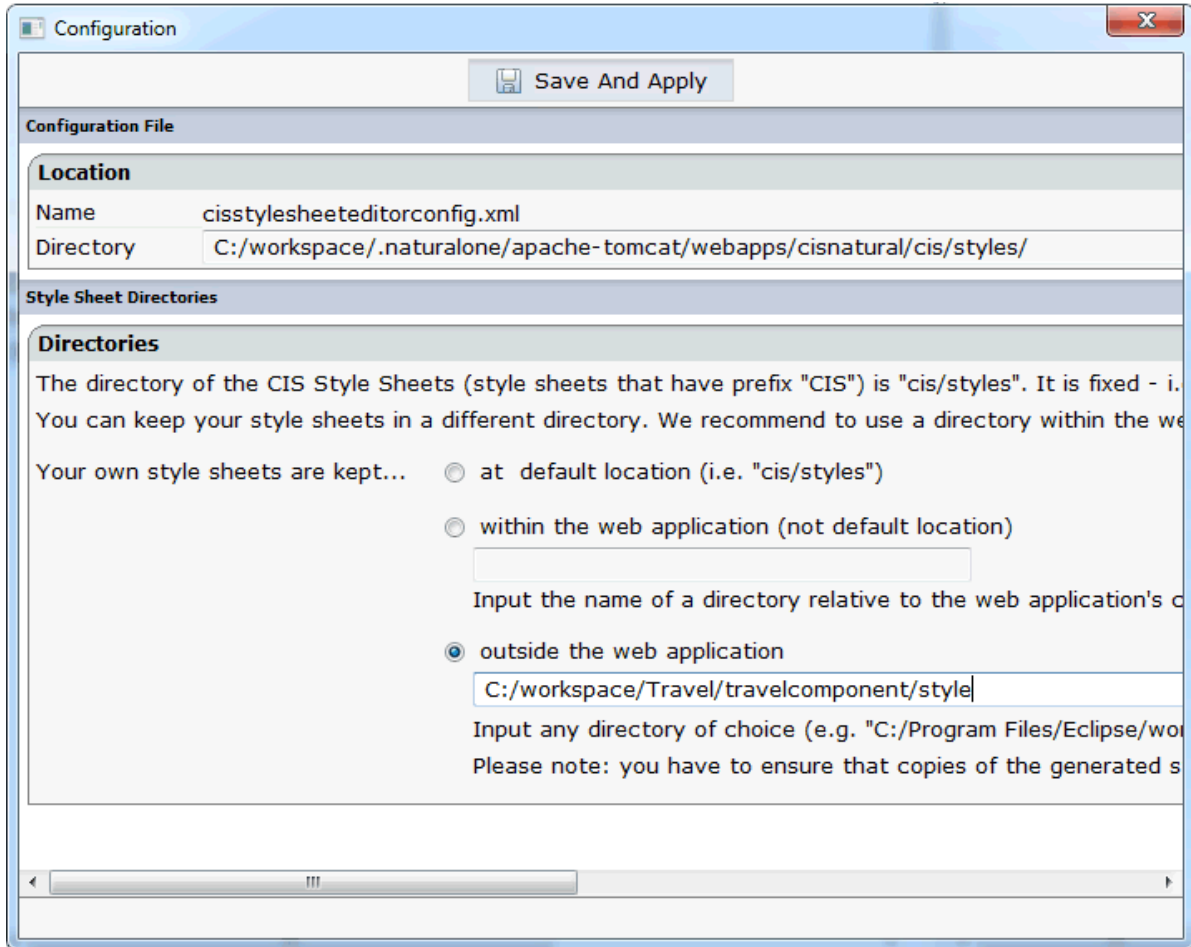 Configuration
Save And Apply
Configuration File
Location
Name cisstylesheeteditorconfig.xml
Directory C:/workspace/.naturalone/apache-tomcat/webapps/cisnatural/cis/styles/
Style Sheet Directories
Directories
The directory of the CIS Style Sheets (style sheets that have prefix "CIS") is "cis/styles". It is fixed - i.
You can keep your style sheets in a different directory. We recommend to use a directory within the we
Your own style sheets are kept... at default location (i.e. "cis/styles")
within the web application (not default location)
Input the name of a directory relative to the web application's c
outside the web application
C:/workspace/Travel/travelcomponent/style
Input any directory of choice (e.g. "C:/Program Files/Eclipse/wor
Please note: you have to ensure that copies of the generated s